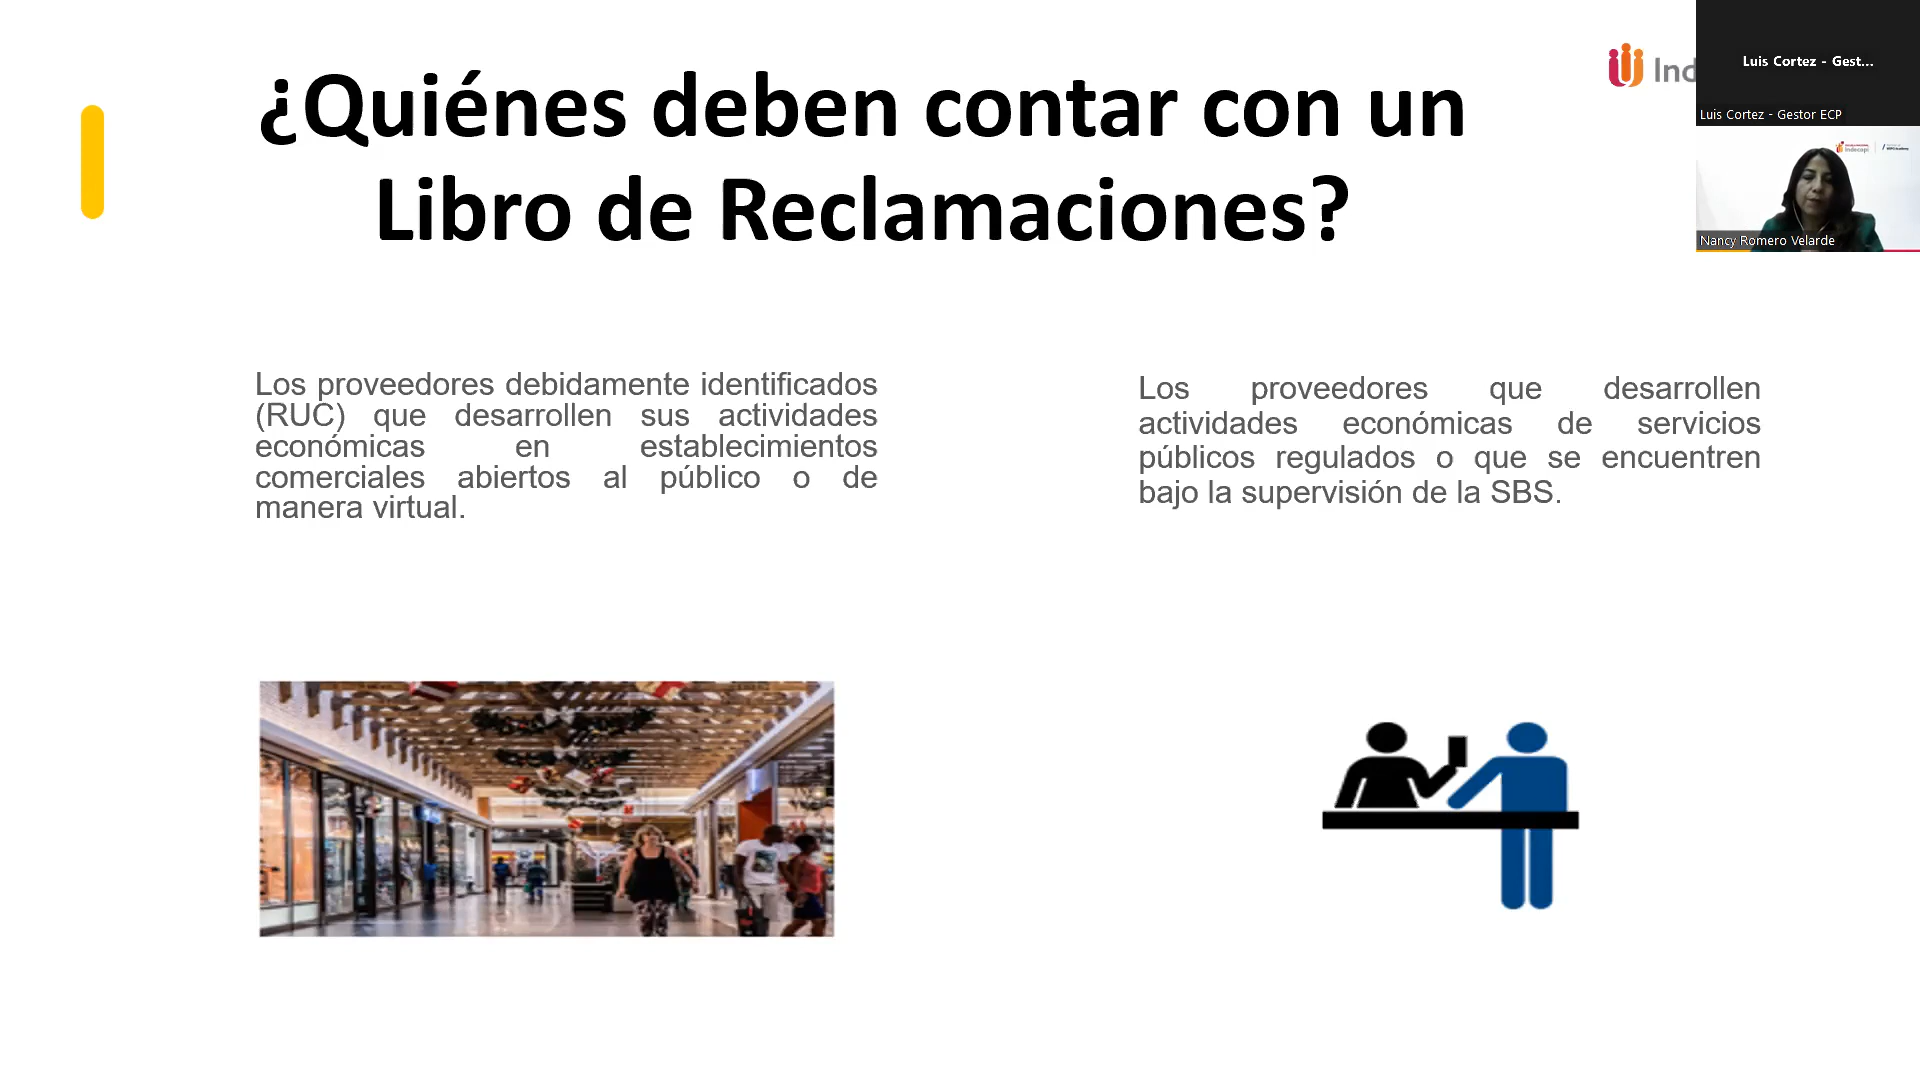 ¿Quiénes deben contar con un
Libro de Reclamaciones?
Ind
Luis Cortez - Gest...
Luis Cortez - Gestor ECP
indecopi
Nancy Romero Velarde
Los proveedores debidamente identificados
(RUC) que desarrollen sus actividades
económicas en establecimientos
comerciales abiertos al público o de
manera virtual.
Los proveedores que desarrollen
actividades económicas de servicios
públicos regulados o que se encuentren
bajo la supervisión de la SBS.